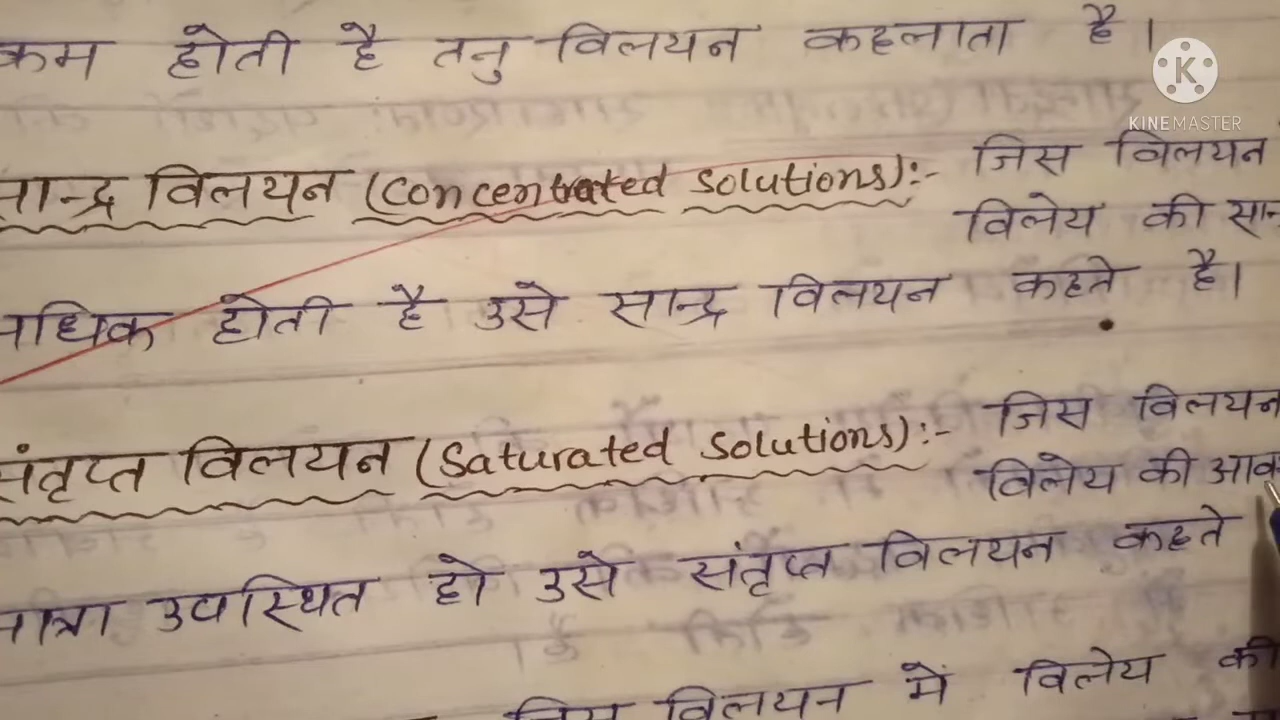 कम होती है तनु विलयन कहलाता है।
KINEMASTER
विलयन (Concentrated Solutions):- जिस विलयन
विलेय की
होती है उसे सान्द्र विलयन कहते है।
विलयन (Saturated Solutions):- जिस विलयन
विलेय की
उपस्थित हो उसे संतृप्त विलयन कहते
विलयन में विलेय की